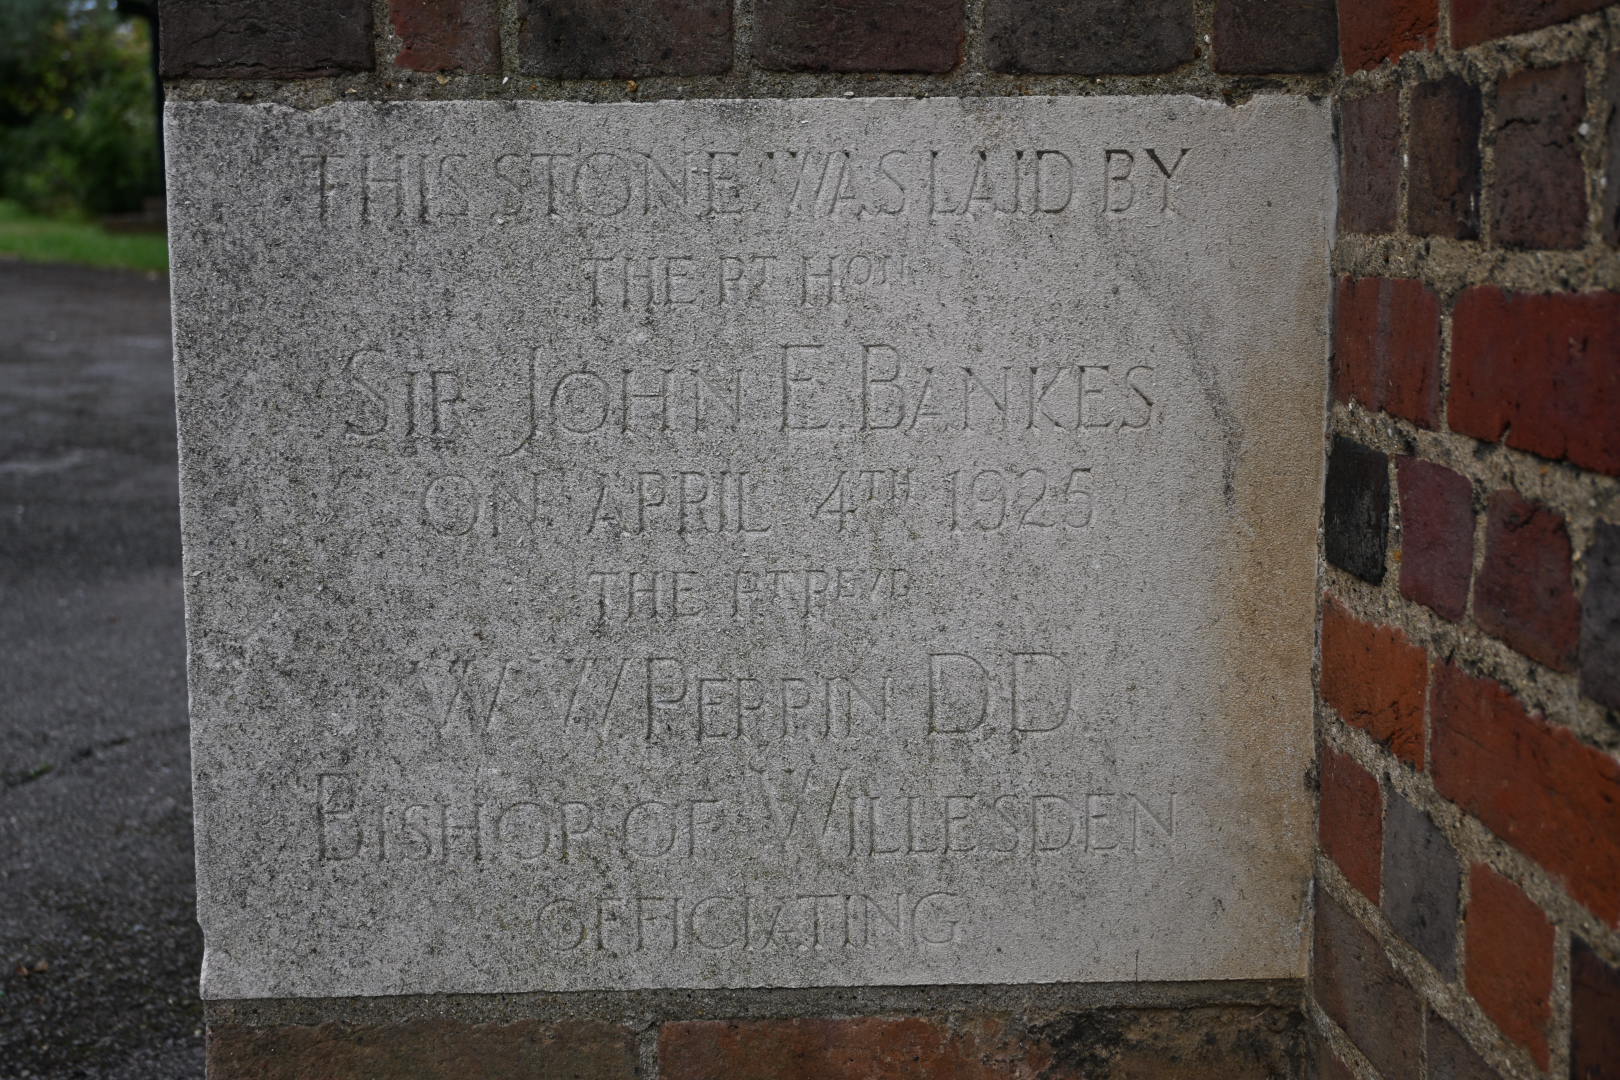 THIS STONE WAS LAID BY
THE RT HON
SIR JOHN E. BANKES
ON APRIL 4TH 1925
THE RT REVD
W W PERRIN D.D
BISHOP OF WILLESDEN
OFFICIATING